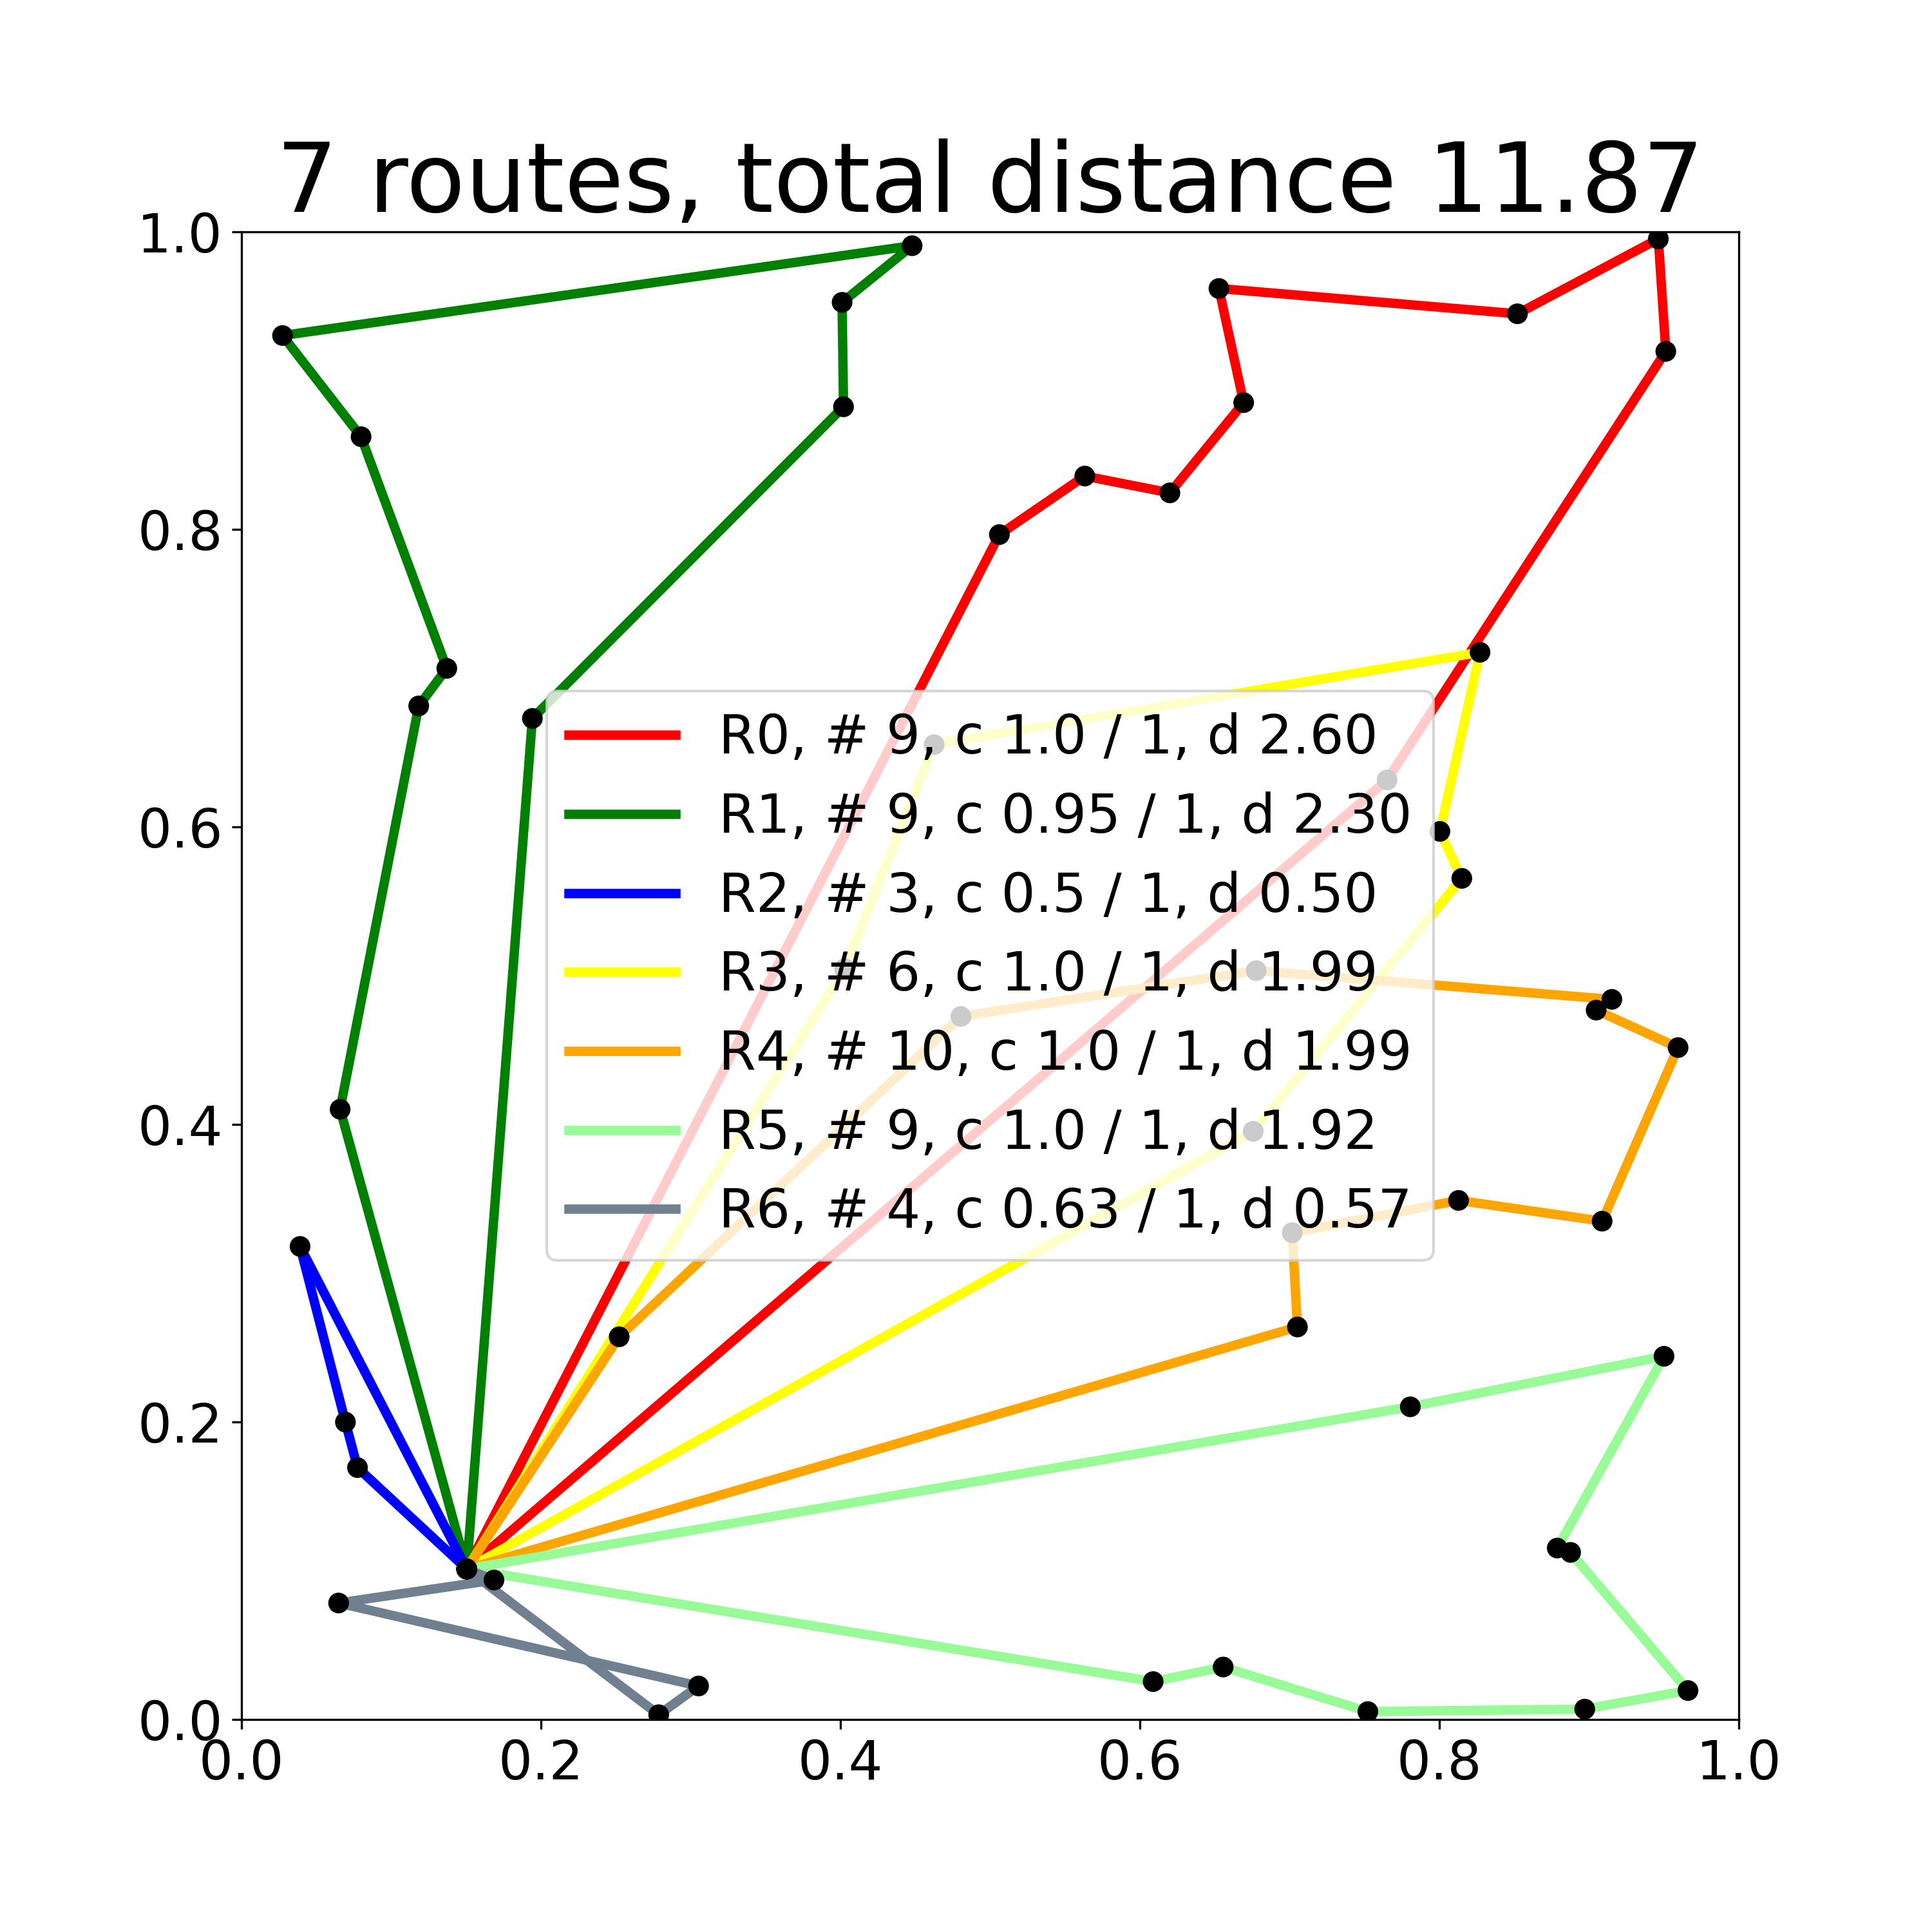 7 routes, total distance 11.87
1.0
0.8
0.6
0.4
0.2
0.0
R0, # 9, c 1.0 / 1, d 2.60
R1, # 9, c 0.95 / 1, d 2.30
R2, # 3, c 0.5 / 1, d 0.50
R3, # 6, c 1.0 / 1, d 1.99
R4, # 10, c 1.0 / 1, d 1.99
R5, # 9, c 1.0 / 1, d 1.92
R6, # 4, c 0.63 / 1, d 0.57
0.0 0.2 0.4 0.6 0.8 1.0